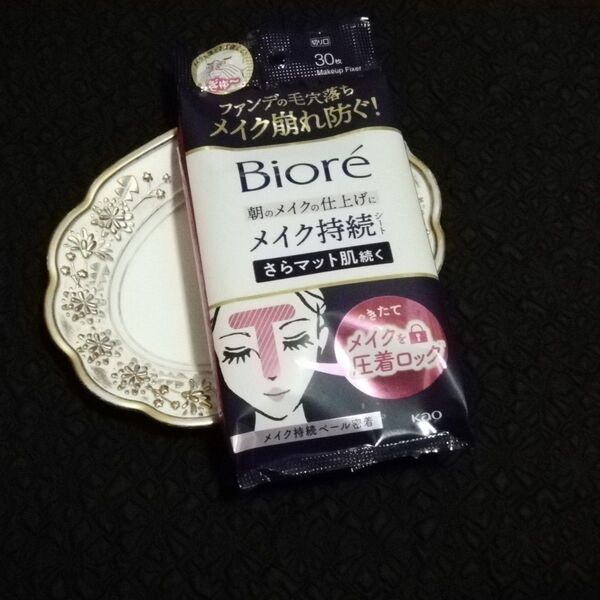 切り口
30枚
Makeup Fixer
ぎゅ〜
ファンデの毛穴落ち
メイク崩れ防ぐ!
Bioré
朝のメイクの仕上げに
メイク持続シート
さらマット肌続く
きたて
メイクを
圧着ロック
メイク持続ベール密着
Kao